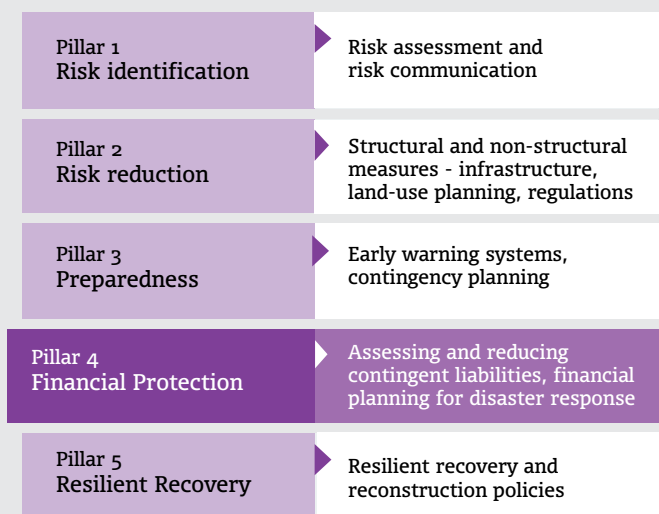 Pillar 1
Risk identification
Risk assessment and
risk communication
Pillar 2
Risk reduction
Structural and non-structural
measures - infrastructure,
land-use planning, regulations
Pillar 3
Preparedness
Early warning systems,
contingency planning
Pillar 4
Financial Protection
Assessing and reducing
contingent liabilities, financial
planning for disaster response
Pillar 5
Resilient Recovery
Resilient recovery and
reconstruction policies